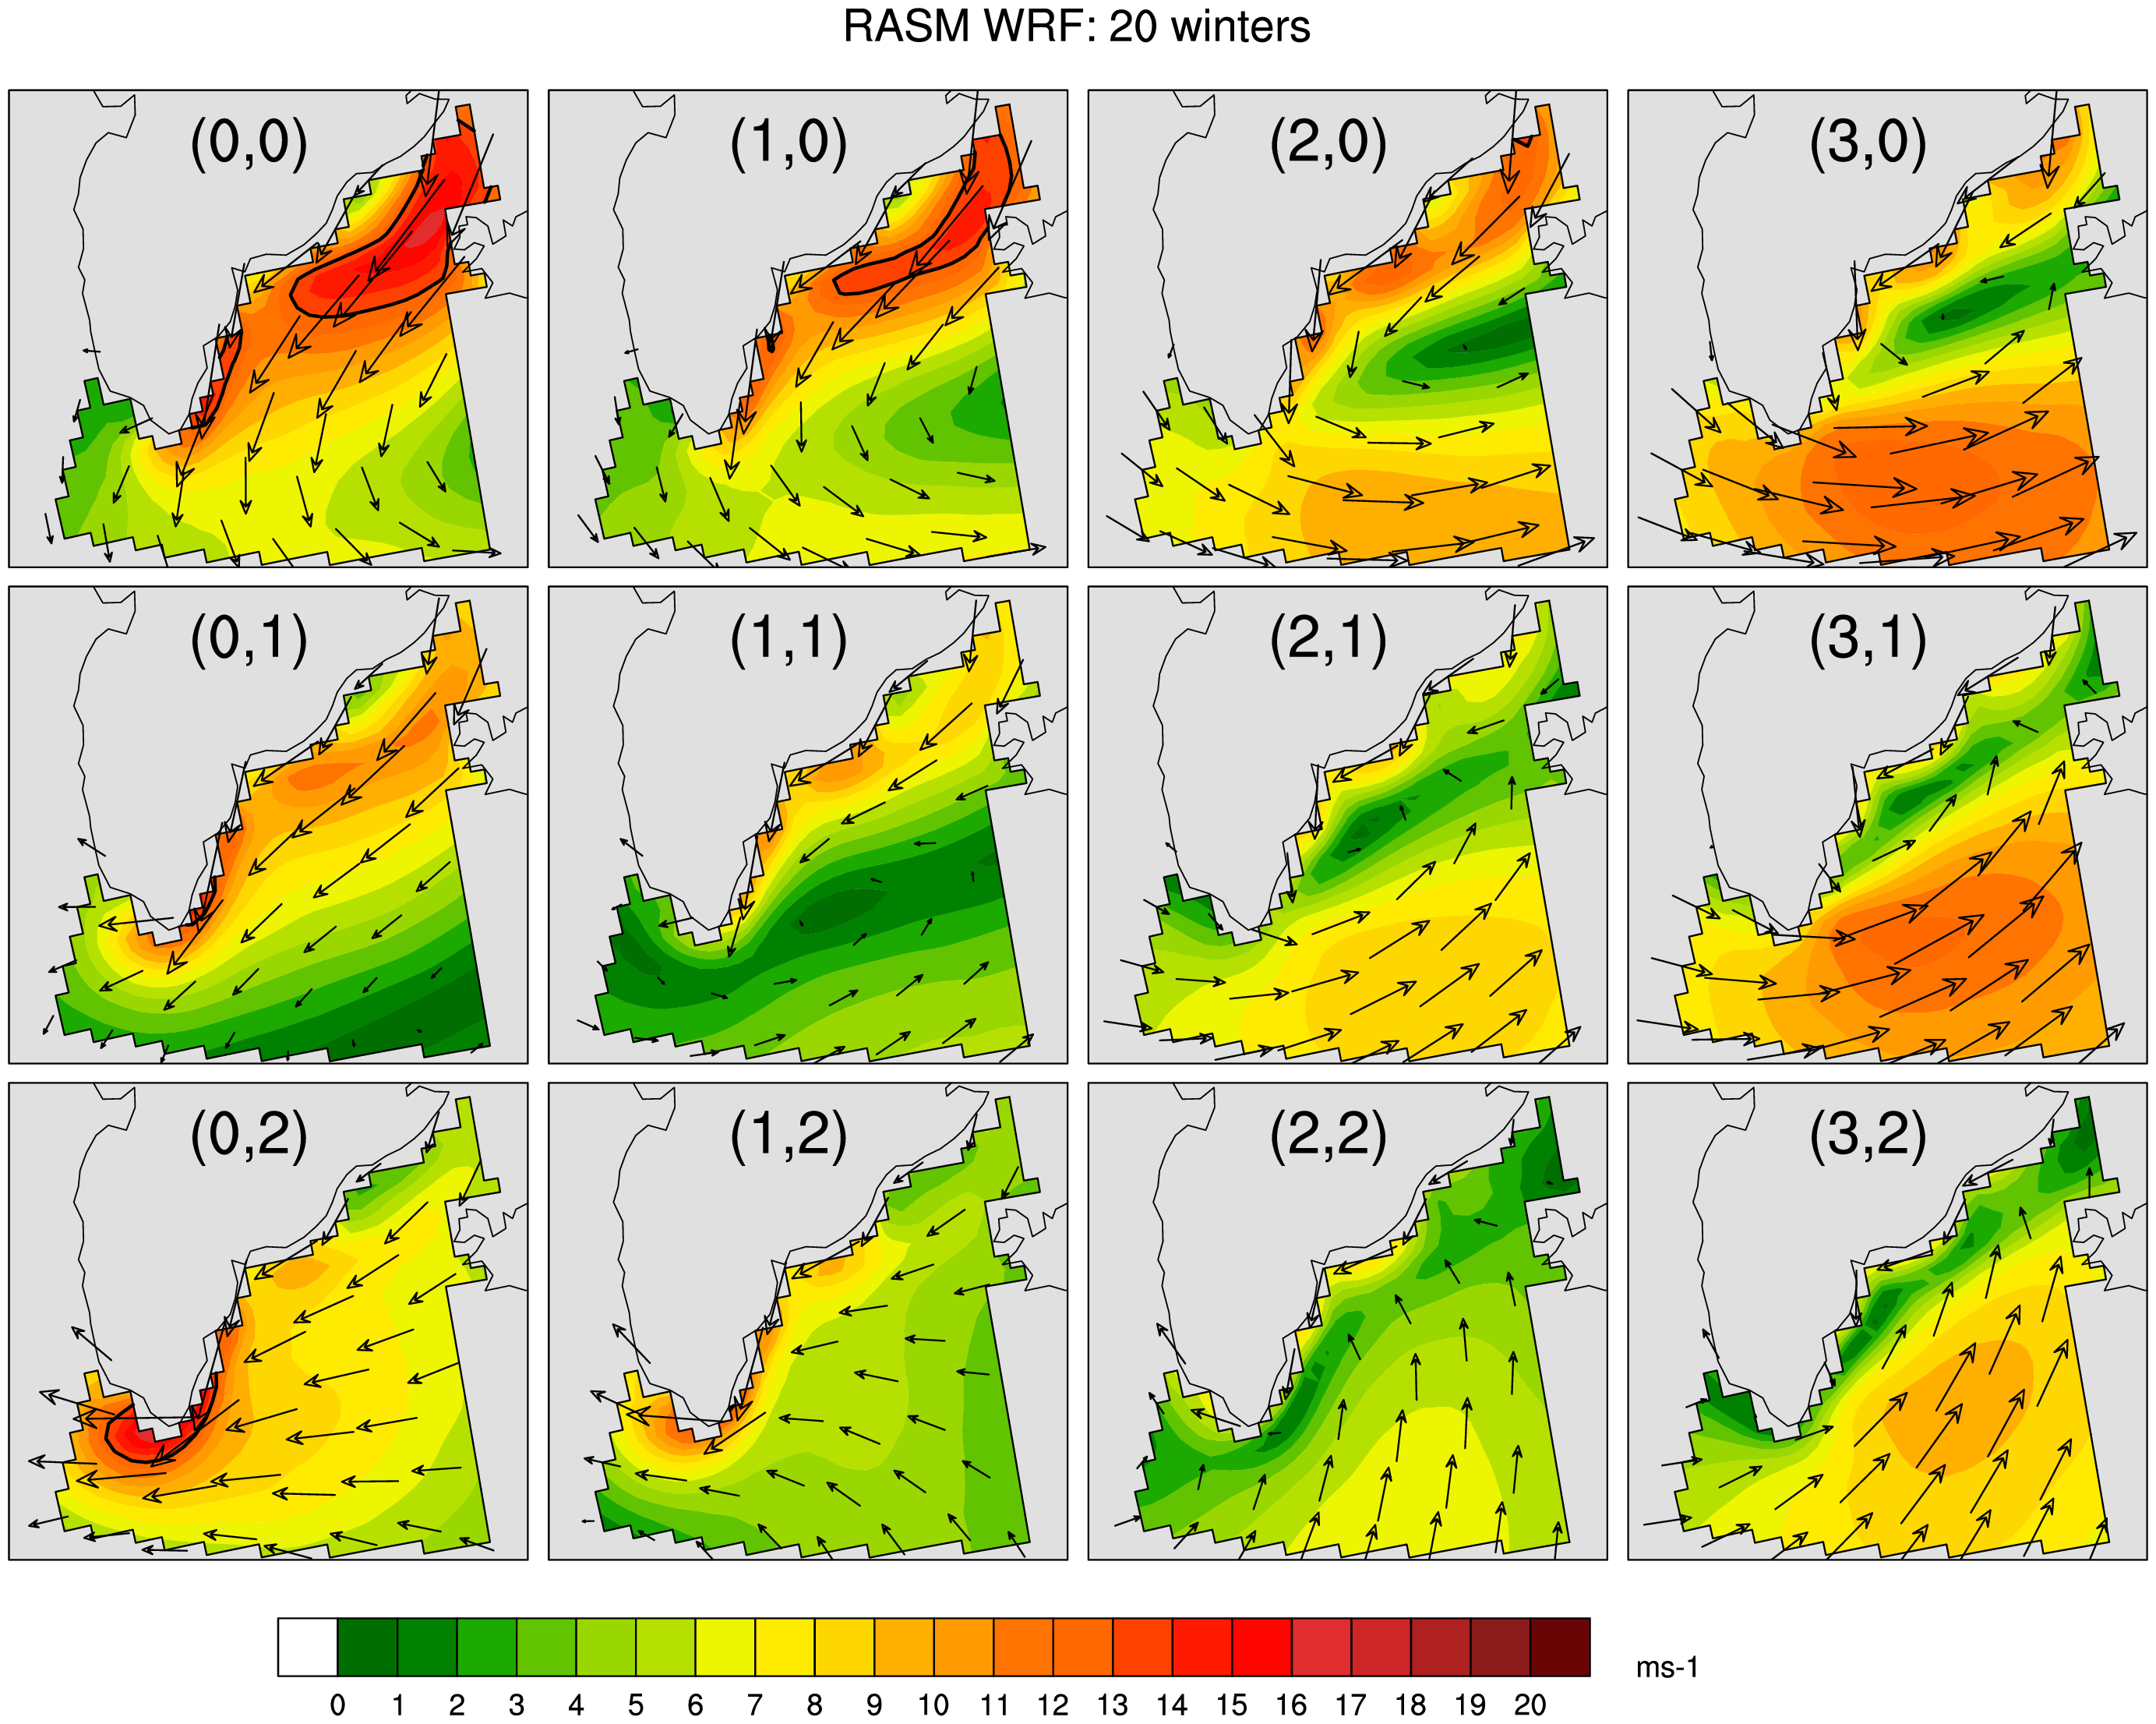 RASM WRF: 20 winters
(0,0) (1,0) (2,0) (3,0)
(0,1) (1,1) (2,1) (3,1)
(0,2) (1,2) (2,2) (3,2)
0 1 2 3 4 5 6 7 8 9 10 11 12 13 14 15 16 17 18 19 20 ms-1